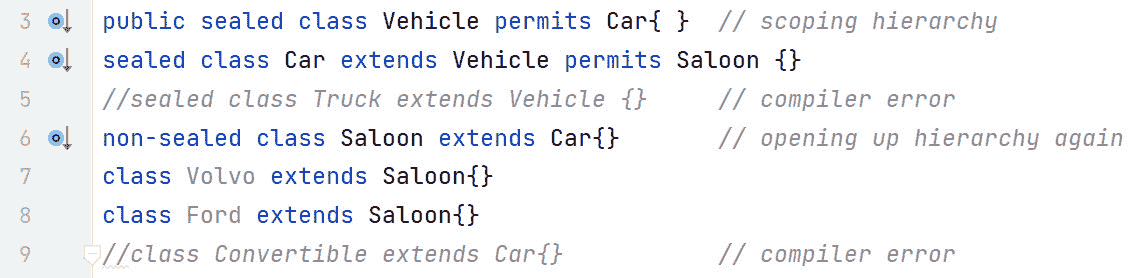 3 public sealed class Vehicle permits Car{ } // scoping hierarchy
4 sealed class Car extends Vehicle permits Saloon {}
5 //sealed class Truck extends Vehicle {} // compiler error
6 non-sealed class Saloon extends Car{} // opening up hierarchy again
7 class Volvo extends Saloon{}
8 class Ford extends Saloon{}
9 //class Convertible extends Car{} // compiler error